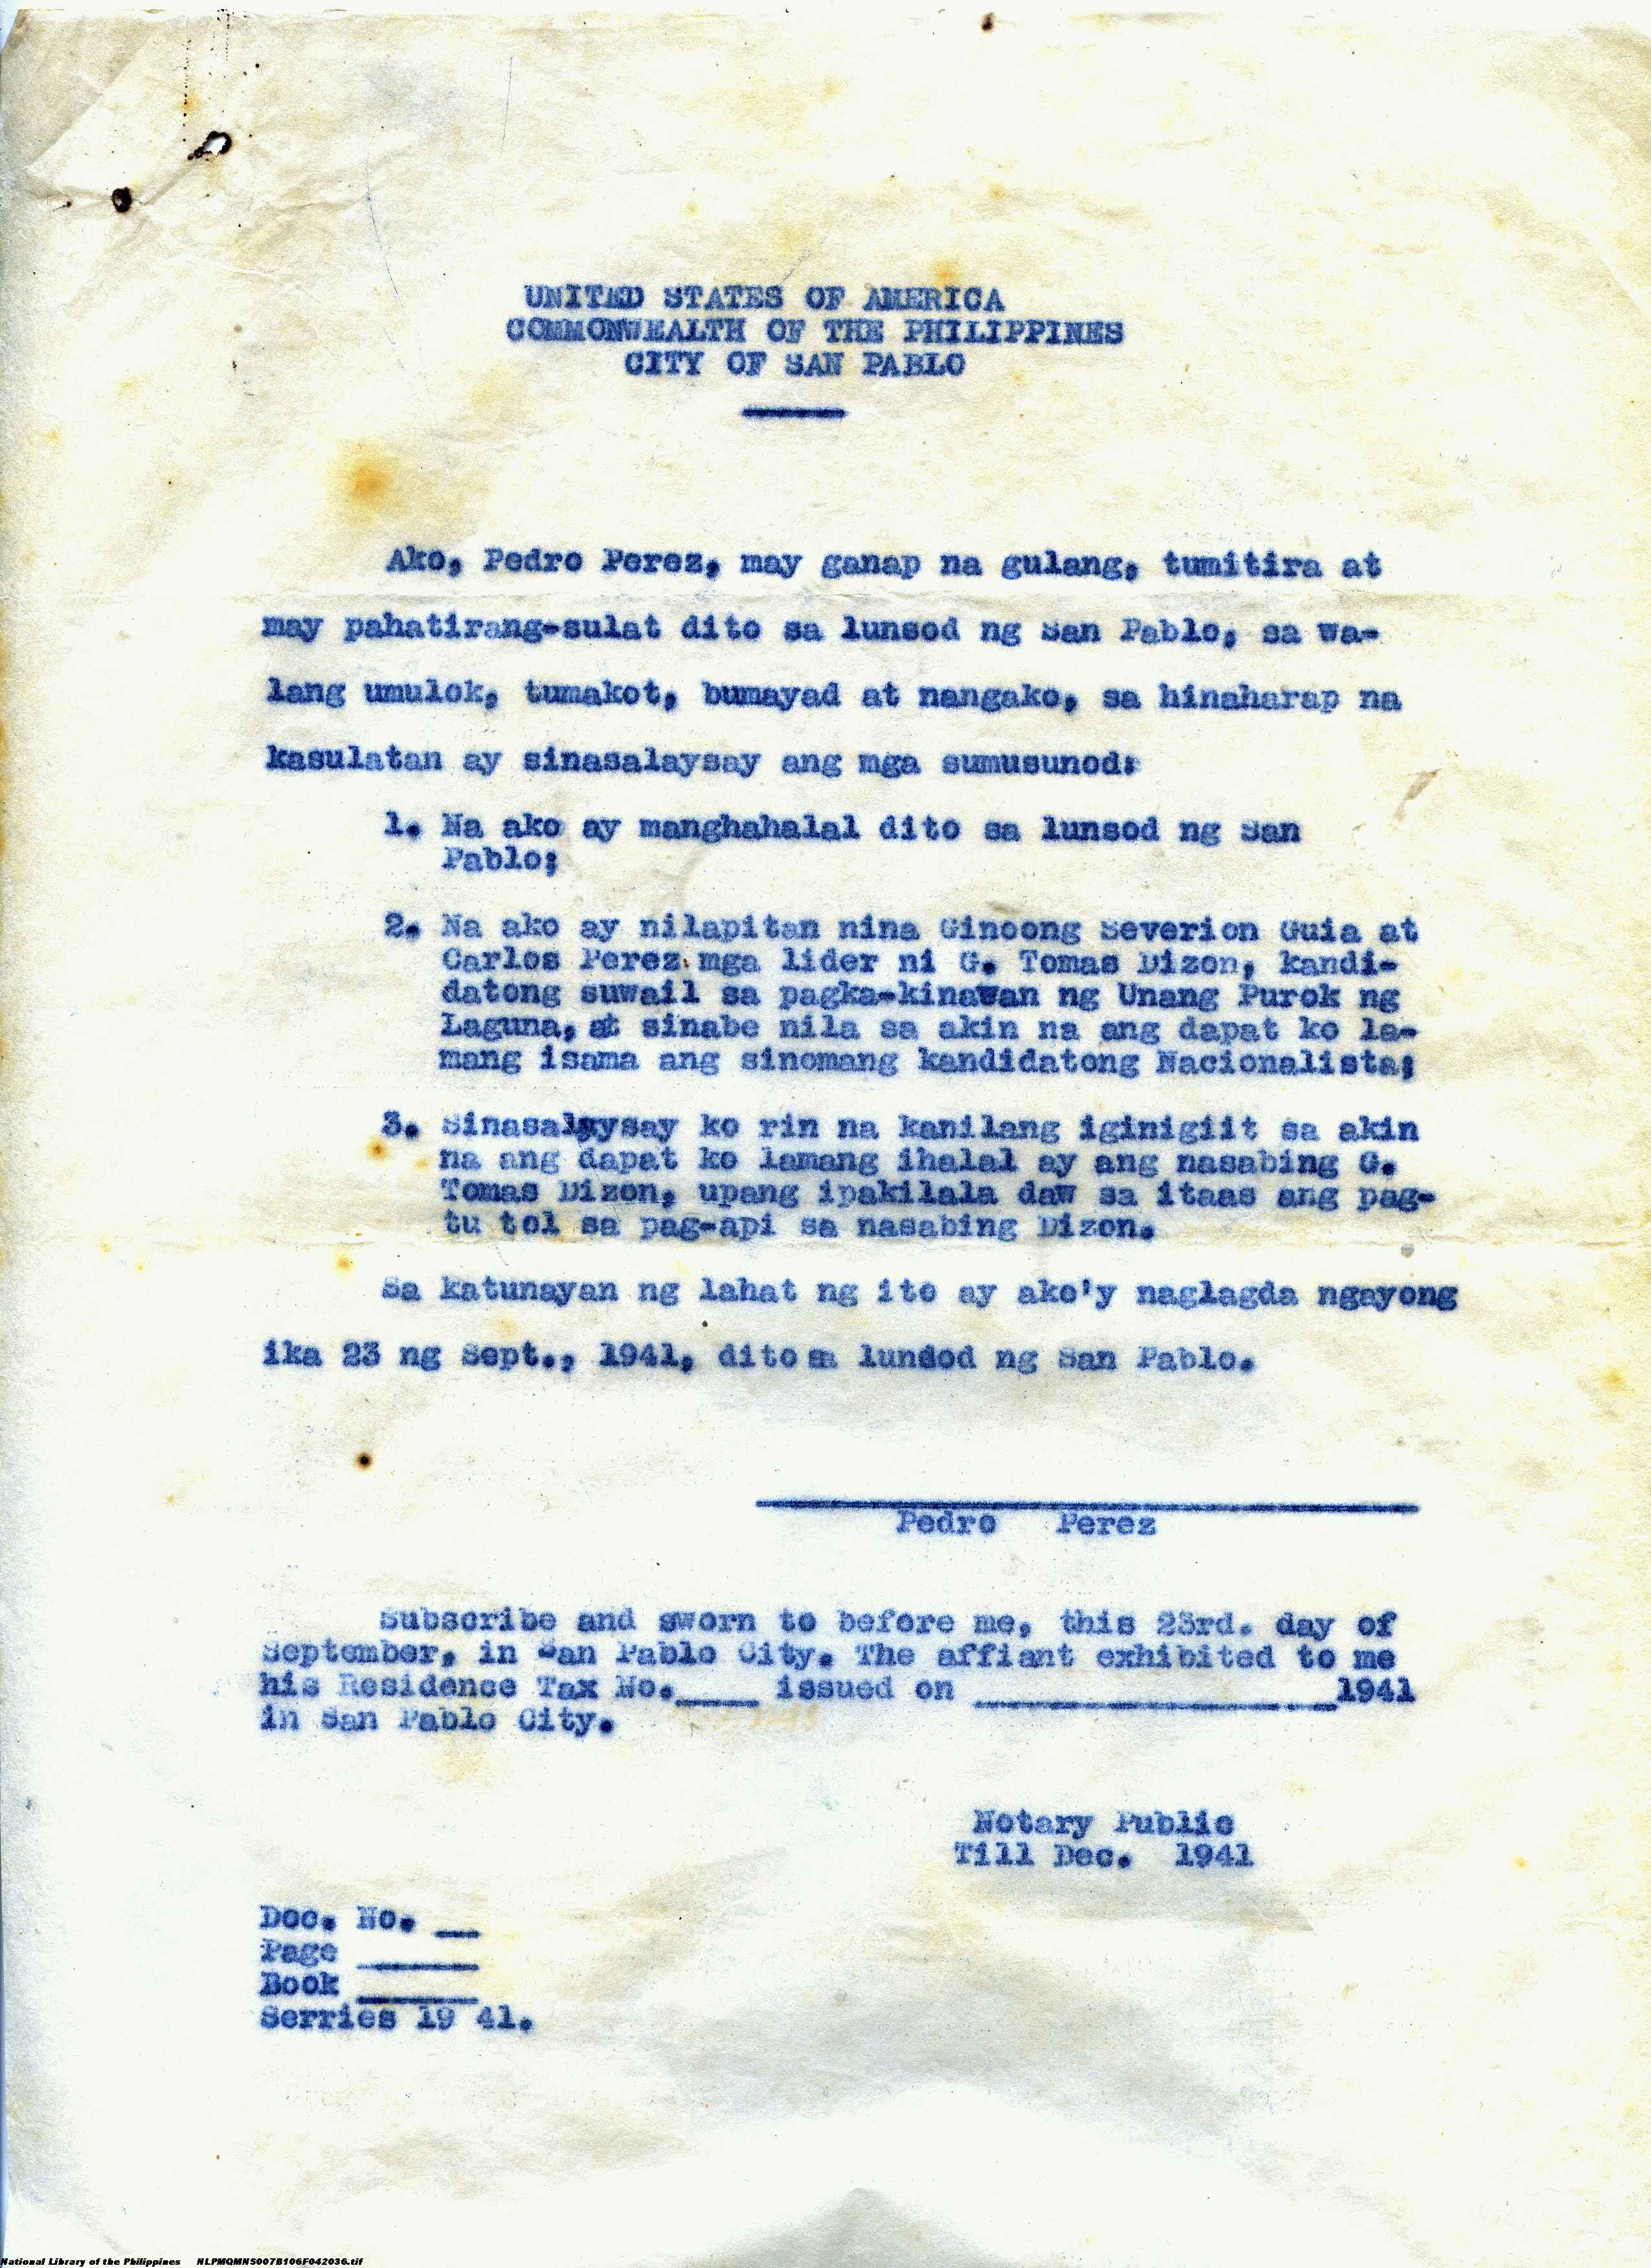 UNITED STATES OF AMERICA
COMMONWEALTH OF THE PHILIPPINES
CITY OF SAN PABLO
Ako, Pedro Perez, may ganap na gulang, tumitira at
may pahatirang-sulat dito sa lunsod ng San Pablo, sa wa-
lang umulok, tumakot, bumayad at nangako, sa hinaharap na
kasulatan ay sinasalaysay ang mga sumusunod:
1. Na ako ay manghahalal dito sa lunsod ng San
Pablo;
2. Na ako ay nilapitan nina Ginoong Severion Guia at
Carlos Perez mga lider ni G. Tomas Dizon, kandi-
datong suwail sa pagka-kinawan ng Unang Purok ng
Laguna, at sinabe nila sa akin na ang dapat ko la-
mang isama ang sinomang kandidatong Nacionalista;
3. Sinasalaysay ko rin na kanilang iginigiit sa akin
na ang dapat ko lamang ihalal ay ang nasabing G.
Tomas Dizon, upang ipakilala daw sa itaas ang pag-
tu tol sa pag-api sa nasabing Dizon.
Sa katunayan ng lahat ng ito ay ako'y naglagda ngayong
ika 23 ng Sept., 1941, dito sa lundod ng San Pablo.
Pedro Perez
Subscribe and sworn to before me, this 23rd. day of
September, in San Pablo City. The affiant exhibited to me
his Residence Tax No.____ issued on __________________1941
in San Pablo City.
Notary Public
Till Dec. 1941
Doc. No. __
Page ______
Book ______
Serries 19 41.
National Library of the Philippines NLPMQMNS007B106F042036.tif